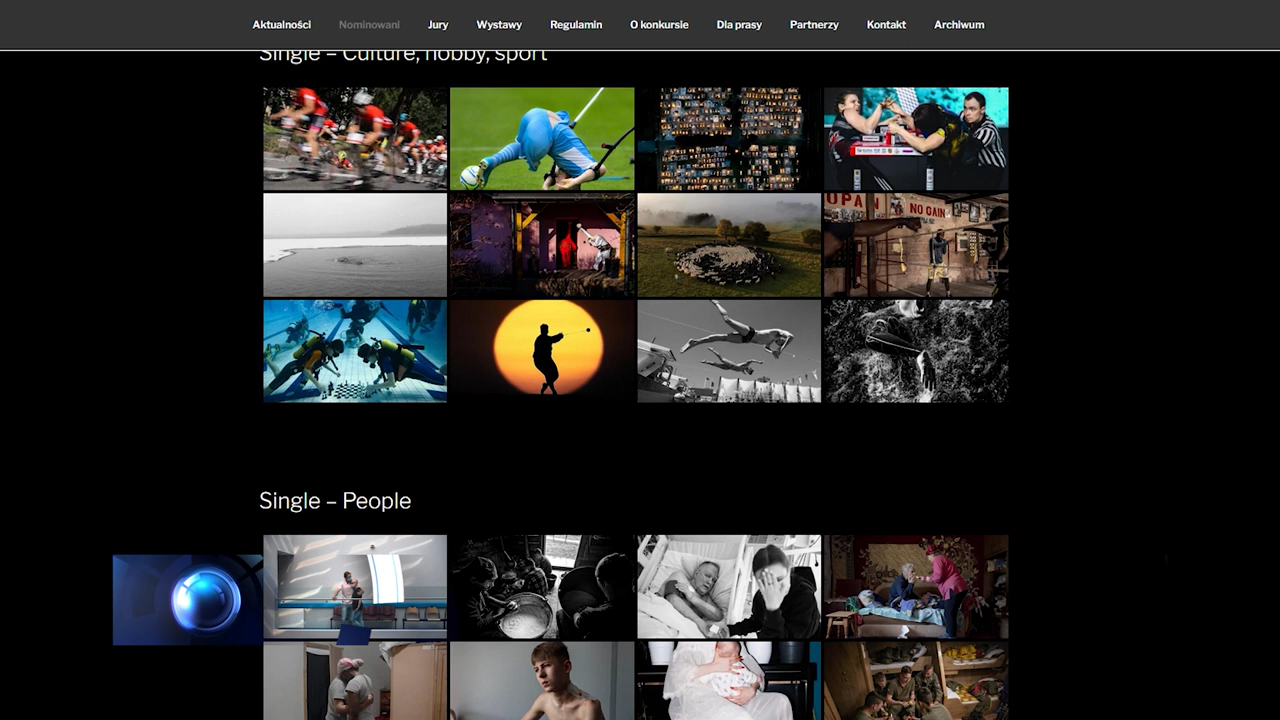 Aktualności Nominowani Jury Wystawy Regulamin O konkursie Dla prasy Partnerzy Kontakt Archiwum
Single – Culture, hobby, sport
NO GAIN
Single – People